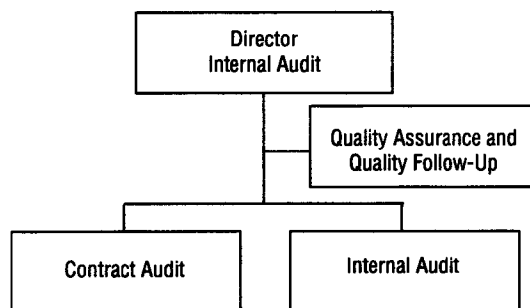 Director
Internal Audit
Quality Assurance and
Quality Follow-Up
Contract Audit
Internal Audit